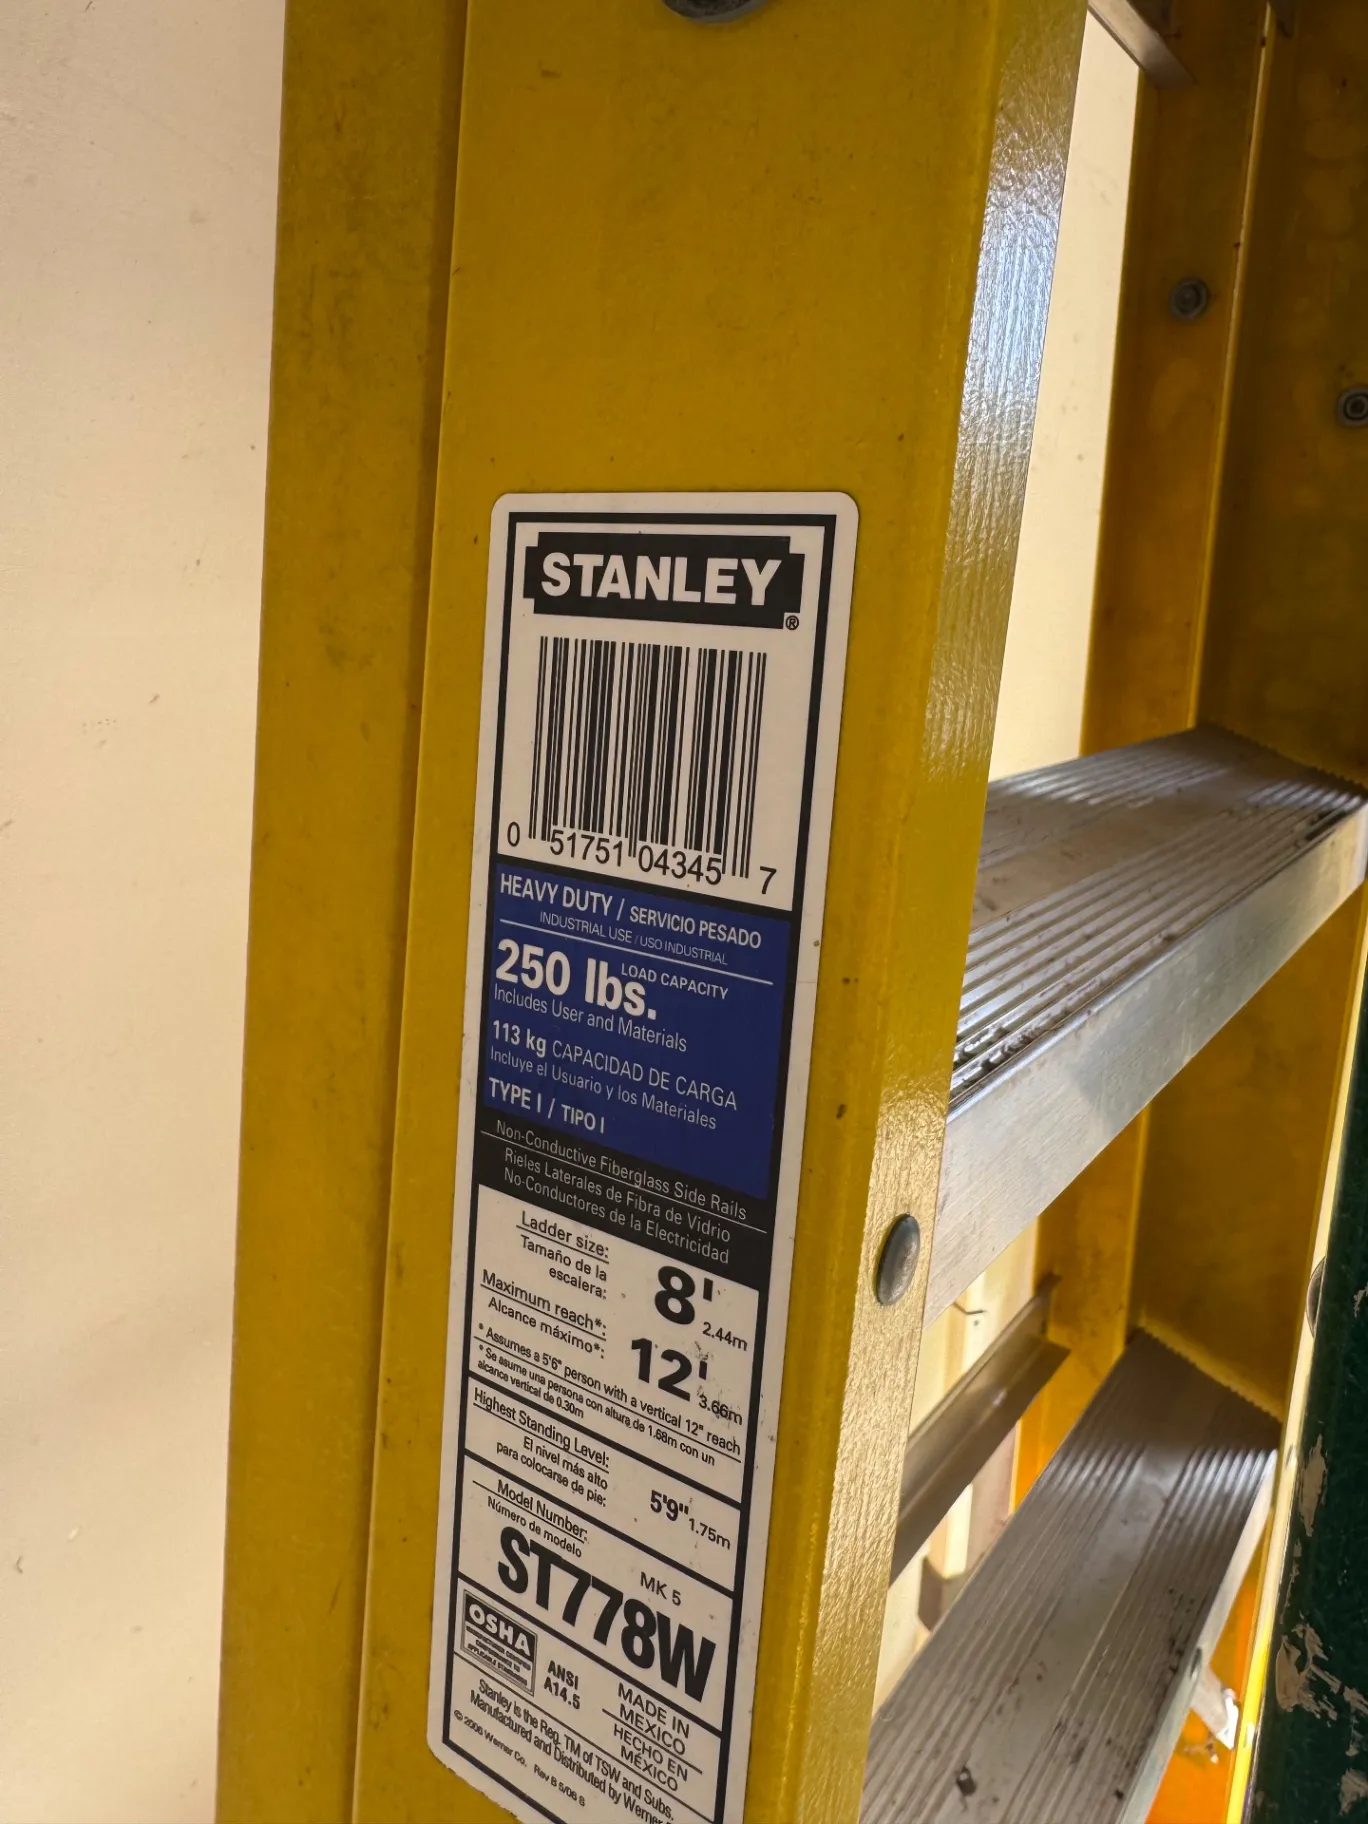 STANLEY®
0 51751 04345 7
HEAVY DUTY / SERVICIO PESADO
INDUSTRIAL USE / USO INDUSTRIAL
250 lbs. LOAD CAPACITY
Includes User and Materials
113 kg CAPACIDAD DE CARGA
Incluye el Usuario y los Materiales
TYPE I / TIPO I
Non-Conductive Fiberglass Side Rails
Rieles Laterales de Fibra de Vidrio
No-Conductores de la Electricidad
Ladder size:
Tamaño de la
escalera:
8' 2.44m
Maximum reach*:
Alcance máximo*:
12' 3.66m
* Assumes a 5'6" person with a vertical 12" reach
* Se asume una persona con altura de 1.68m con un
alcance vertical de 0.30m
Highest Standing Level:
El nivel más alto
para colocarse de pie:
5'9" 1.75m
Model Number:
Número de modelo
MK 5
ST778W
OSHA
ANSI
A14.5
MADE IN
MEXICO
HECHO EN
MÉXICO
Stanley is the Reg. TM of TSW and Subs.
Manufactured and Distributed by Werner
© 2006 Werner Co. Rev B 5/06 S